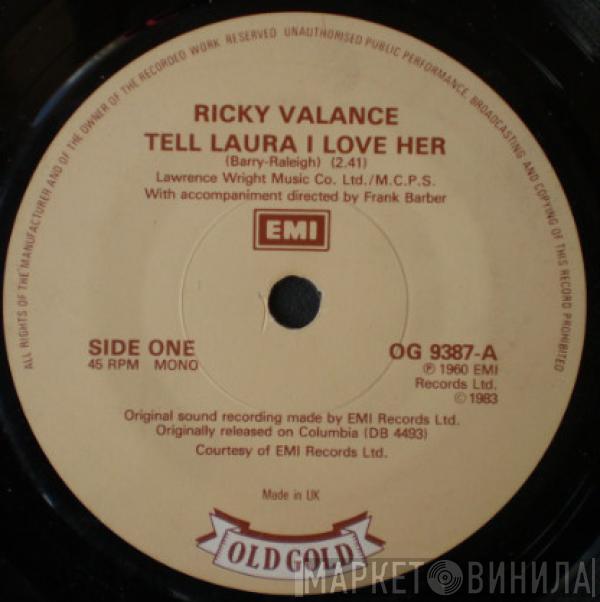 ALL RIGHTS OF THE MANUFACTURER AND OF THE OWNER OF THE RECORDED WORK RESERVED UNAUTHORISED PUBLIC PERFORMANCE, BROADCASTING AND COPYING OF THIS RECORD PROHIBITED
RICKY VALANCE
TELL LAURA I LOVE HER
(Barry-Raleigh) (2.41)
Lawrence Wright Music Co. Ltd./M.C.P.S.
With accompaniment directed by Frank Barber
EMI
SIDE ONE
45 RPM MONO
OG 9387-A
℗ 1960 EMI
Records Ltd.
© 1983
Original sound recording made by EMI Records Ltd.
Originally released on Columbia (DB 4493)
Courtesy of EMI Records Ltd.
Made in UK
OLD GOLD
МАРКЕТ ВИНИЛА